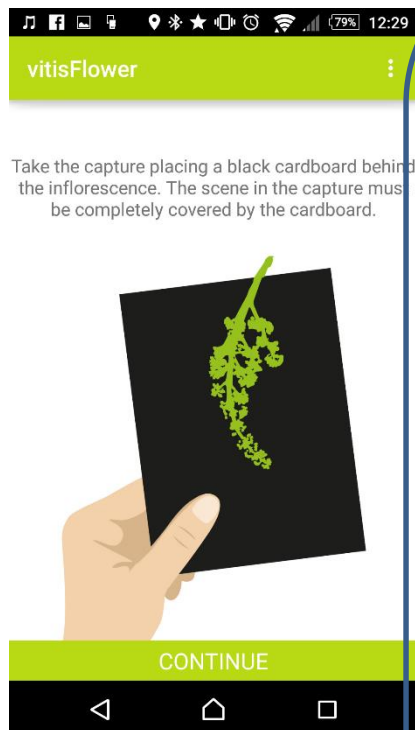 79% 12:29
vitisFlower
Take the capture placing a black cardboard behind
the inflorescence. The scene in the capture must
be completely covered by the cardboard.
CONTINUE